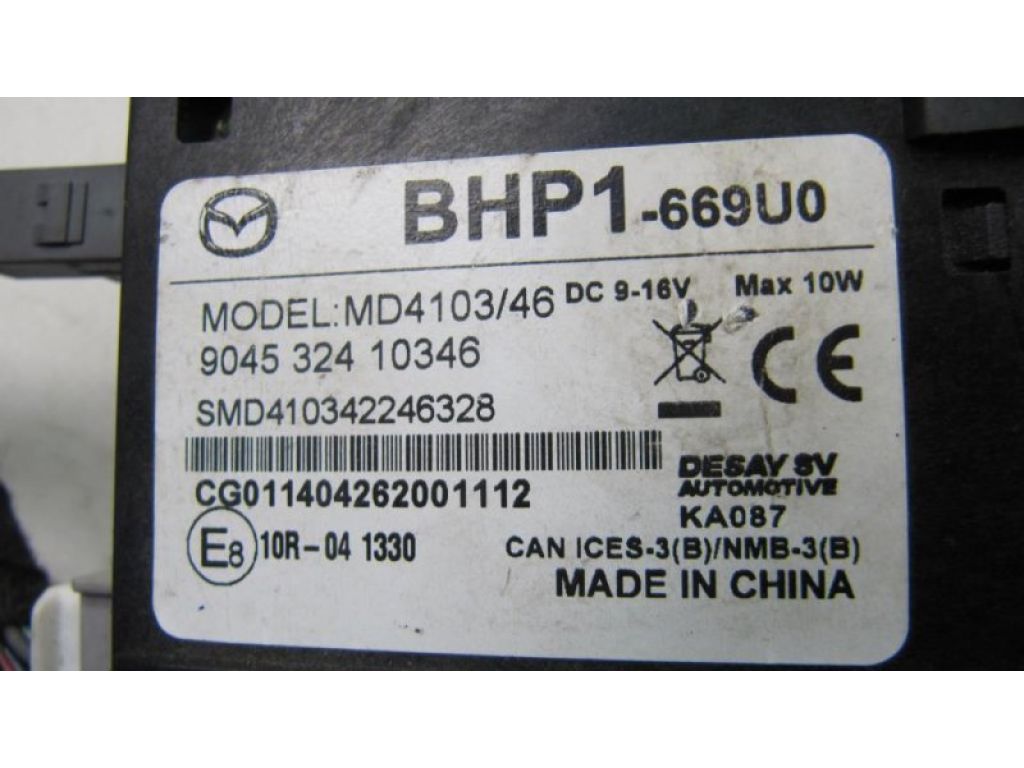 BHP1-669U0
MODEL:MD4103/46 DC 9-16V Max 10W
9045 324 10346
SMD410342246328
CG011404262001112
DESAY SV
AUTOMOTIVE
KA087
E8 10R-04 1330
CAN ICES-3(B)/NMB-3(B)
MADE IN CHINA
CE